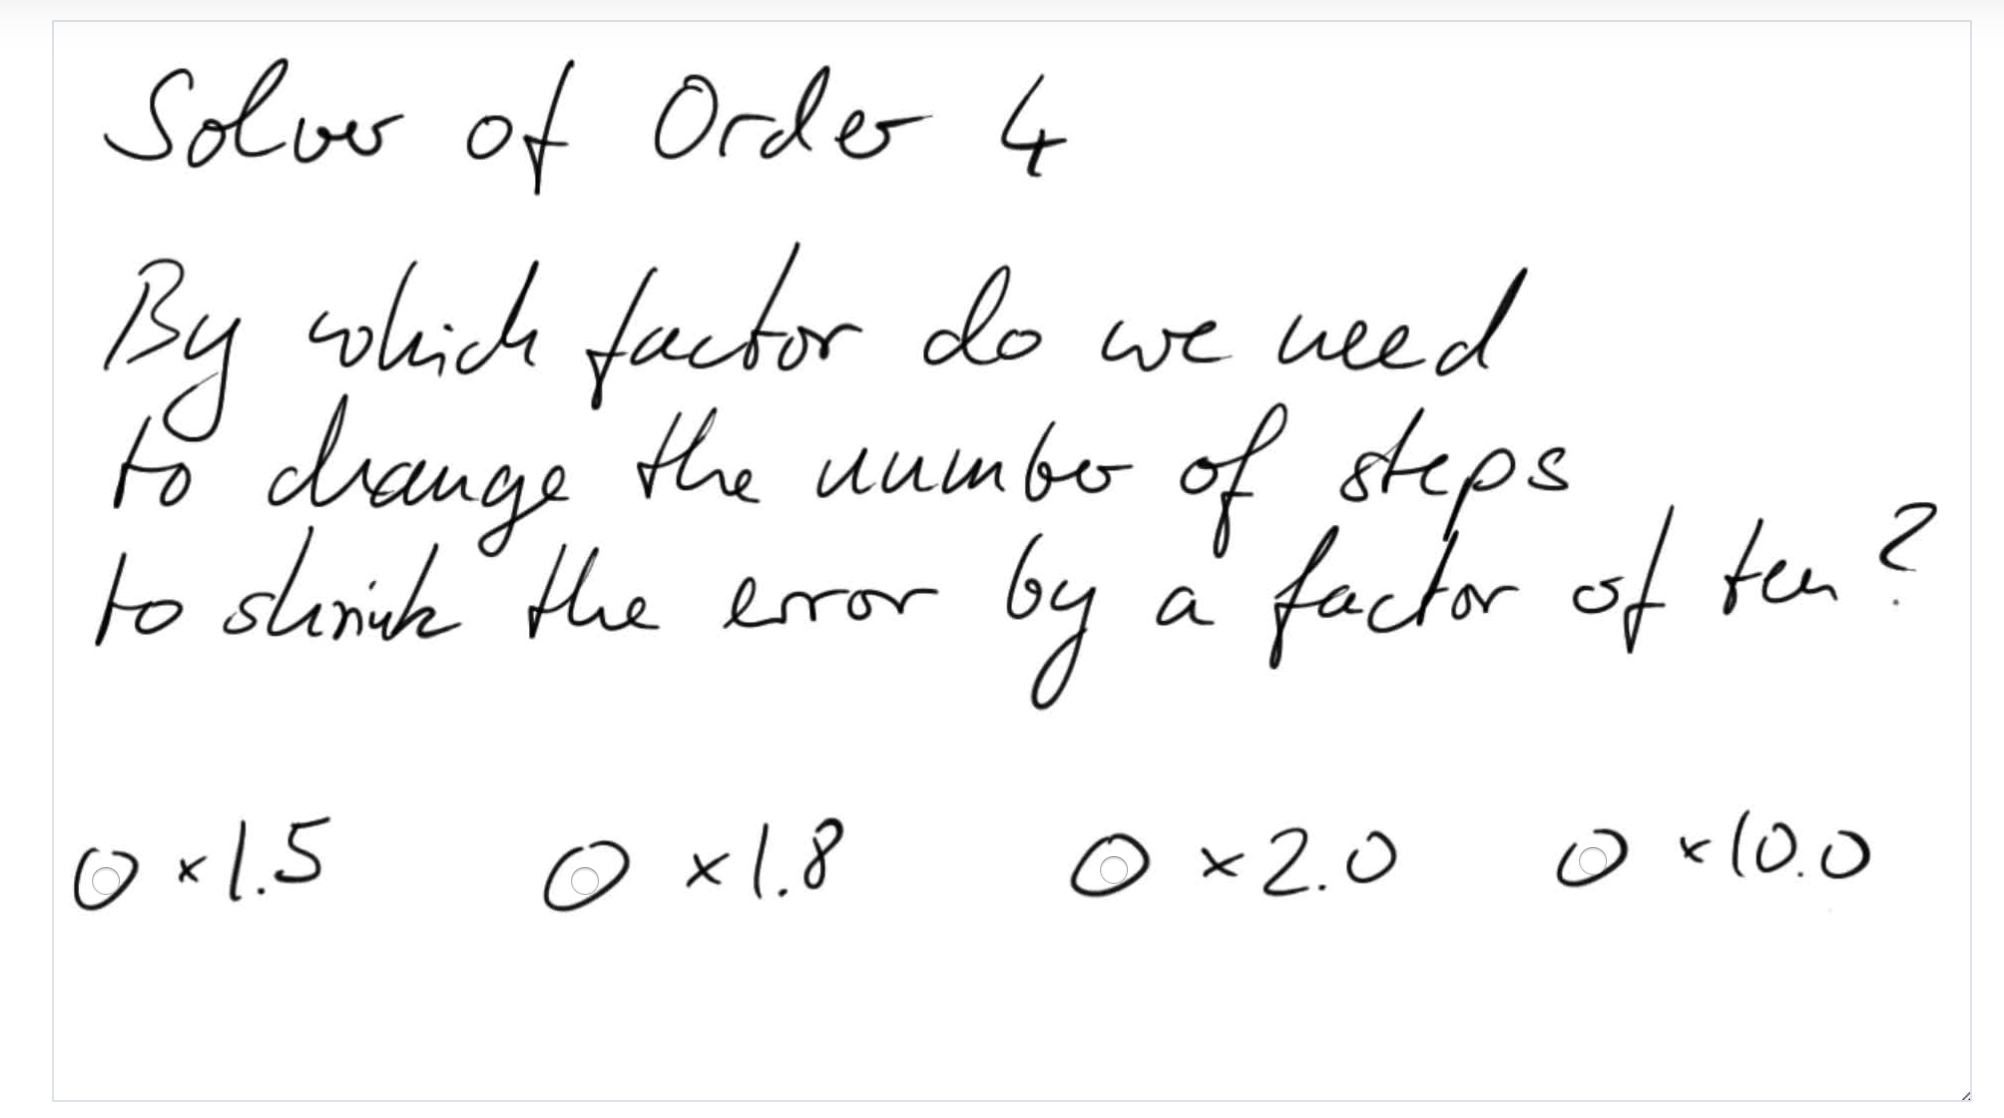 Solver of Order 4
By which factor do we need
to change the number of steps
to shrink the error by a factor of ten?
×1.5 ×1.8 ×2.0 ×10.0